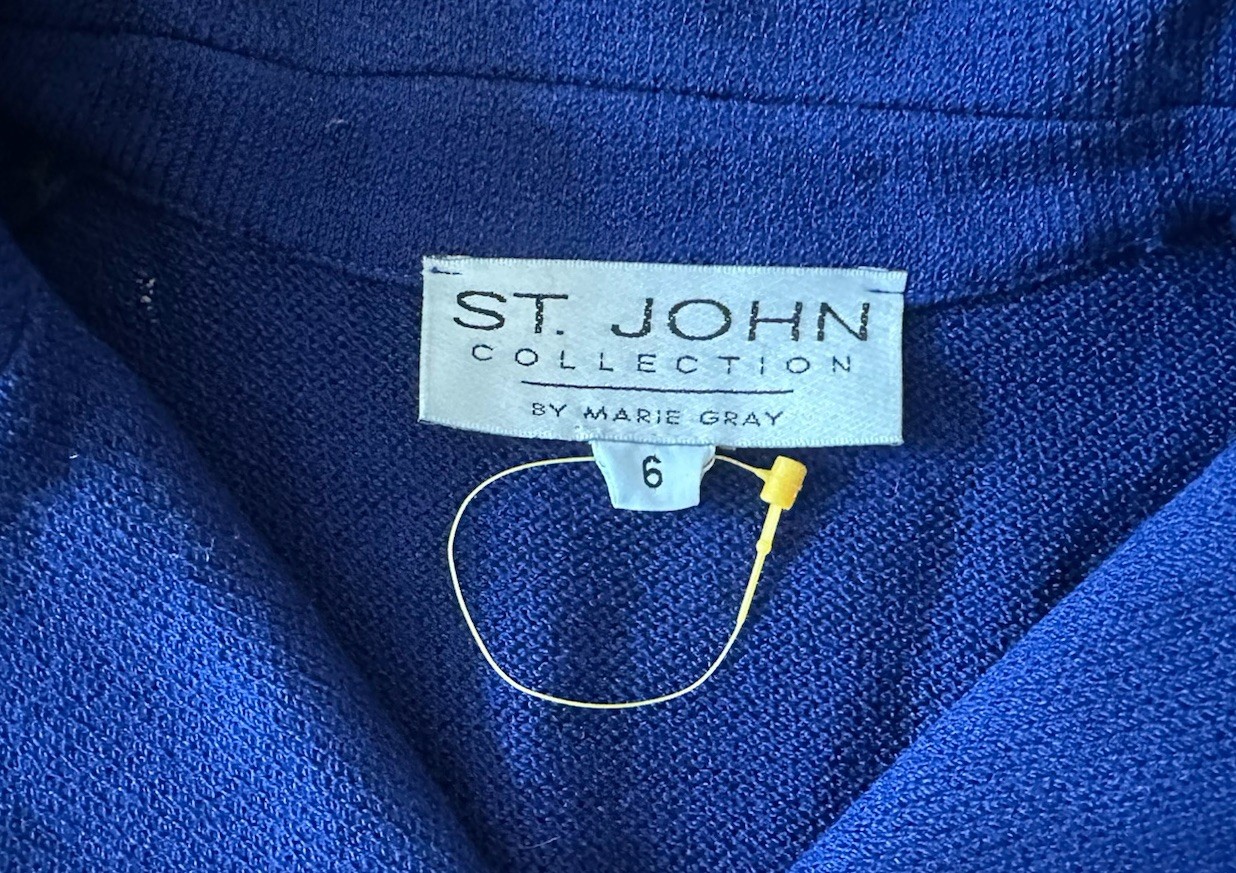 ST. JOHN
COLLECTION
BY MARIE GRAY
6